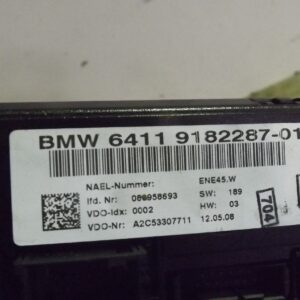 BMW 6411 9182287-01
NAEL-Nummer: ENE45.W
lfd. Nr: 086958693 SW: 189
VDO-Idx: 0002 HW: 03
VDO-Nr: A2C53307711 12.05.08
704